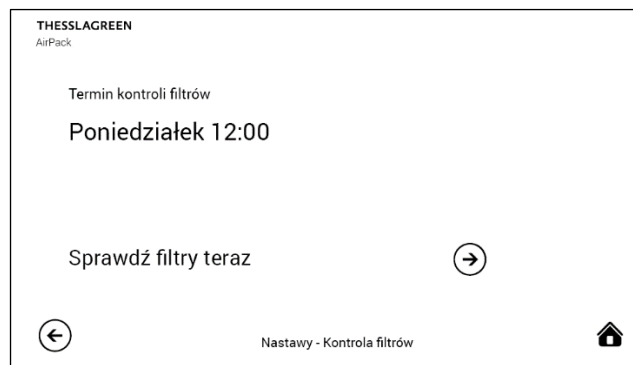 THESSLAGREEN
AirPack
Termin kontroli filtrów
Poniedziałek 12:00
Sprawdź filtry teraz
Nastawy - Kontrola filtrów